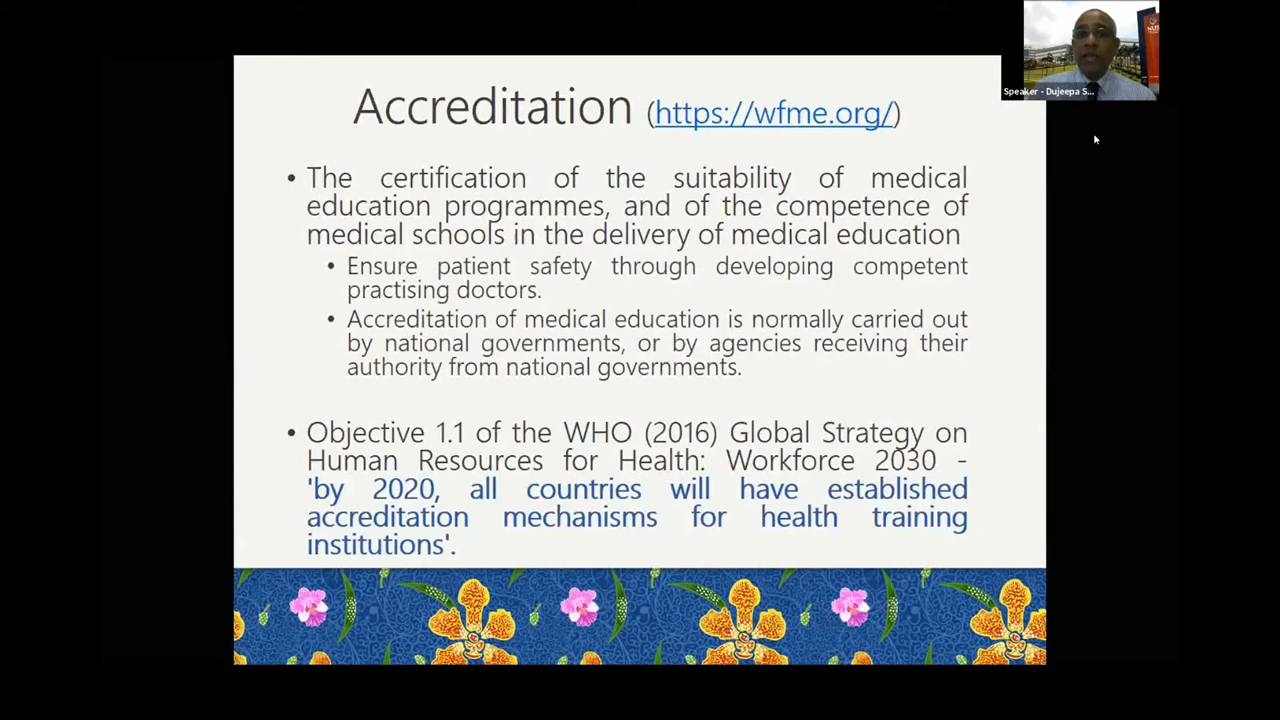 Accreditation (https://wfme.org/)
• The certification of the suitability of medical
education programmes, and of the competence of
medical schools in the delivery of medical education
• Ensure patient safety through developing competent
practising doctors.
• Accreditation of medical education is normally carried out
by national governments, or by agencies receiving their
authority from national governments.
• Objective 1.1 of the WHO (2016) Global Strategy on
Human Resources for Health: Workforce 2030 -
'by 2020, all countries will have established
accreditation mechanisms for health training
institutions'.
Speaker - Dujeepa S...